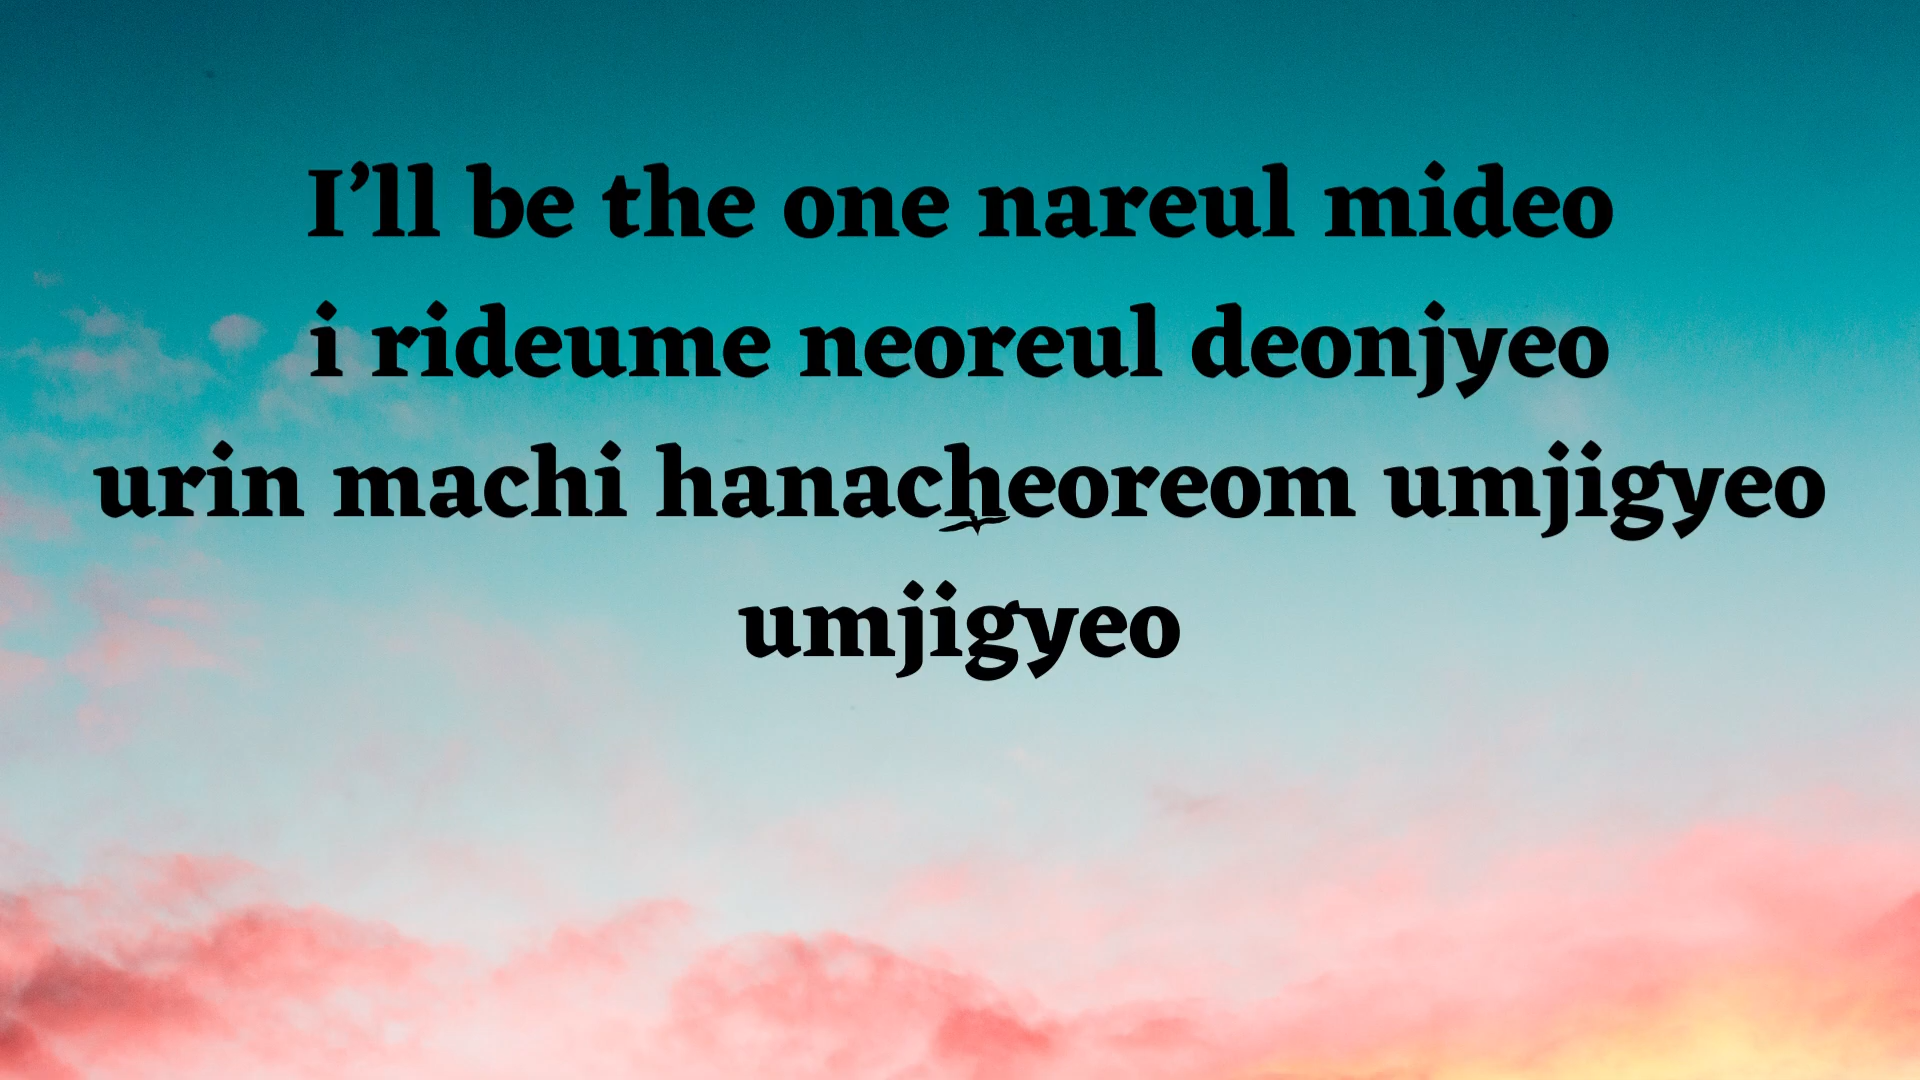 I’ll be the one nareul mideo
i rideume neoreul deonjyeo
urin machi hanacheoreom umjigyeo
umjigyeo